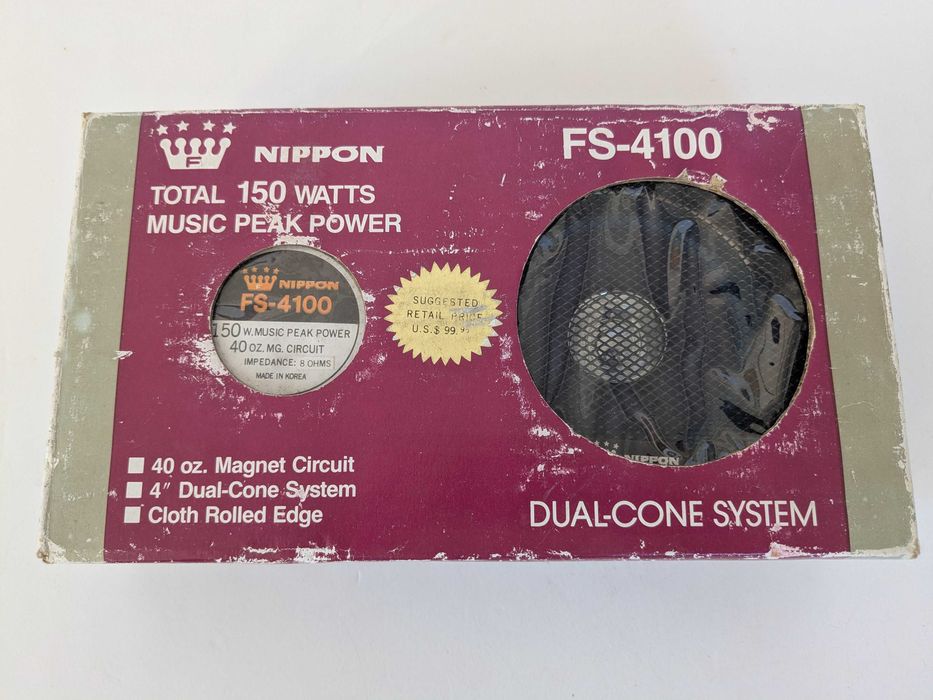 F
NIPPON
TOTAL 150 WATTS
MUSIC PEAK POWER
FS-4100
NIPPON
FS-4100
150 W. MUSIC PEAK POWER
40 OZ. MG. CIRCUIT
IMPEDANCE: 8 OHMS
MADE IN KOREA
SUGGESTED
RETAIL PRICE
U.S.$ 99.95
NIPPON
40 oz. Magnet Circuit
4" Dual-Cone System
Cloth Rolled Edge
DUAL-CONE SYSTEM